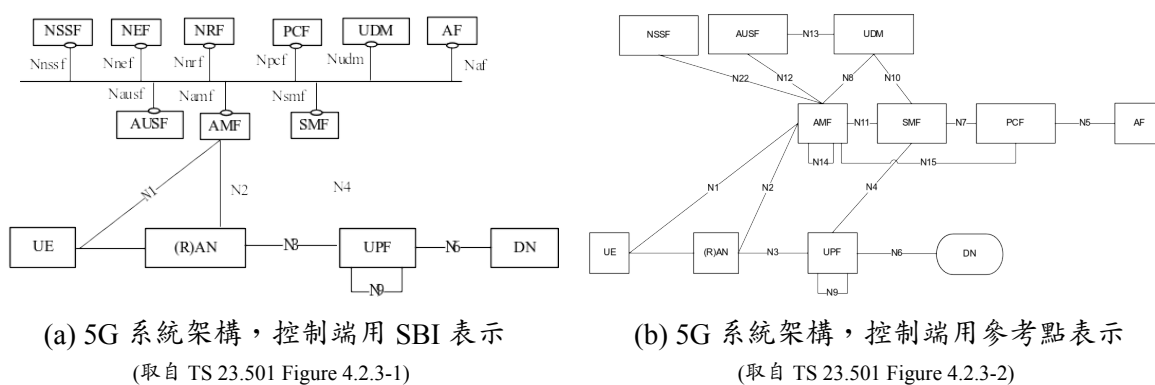 NSSF NEF NRF PCF UDM AF
Nnssf Nnef Nnrf Npcf Nudm Naf
Nausf Namf Nsmf
AUSF AMF SMF
N1 N2 N4
UE (R)AN N3 UPF N6 DN
N9
(a) 5G 系統架構，控制端用 SBI 表示
(取自 TS 23.501 Figure 4.2.3-1)
NSSF AUSF N13 UDM
N22 N12 N8 N10
AMF N11 SMF N7 PCF N5 AF
N14 N15
N1 N2 N4
UE (R)AN N3 UPF N6 DN
N9
(b) 5G 系統架構，控制端用參考點表示
(取自 TS 23.501 Figure 4.2.3-2)